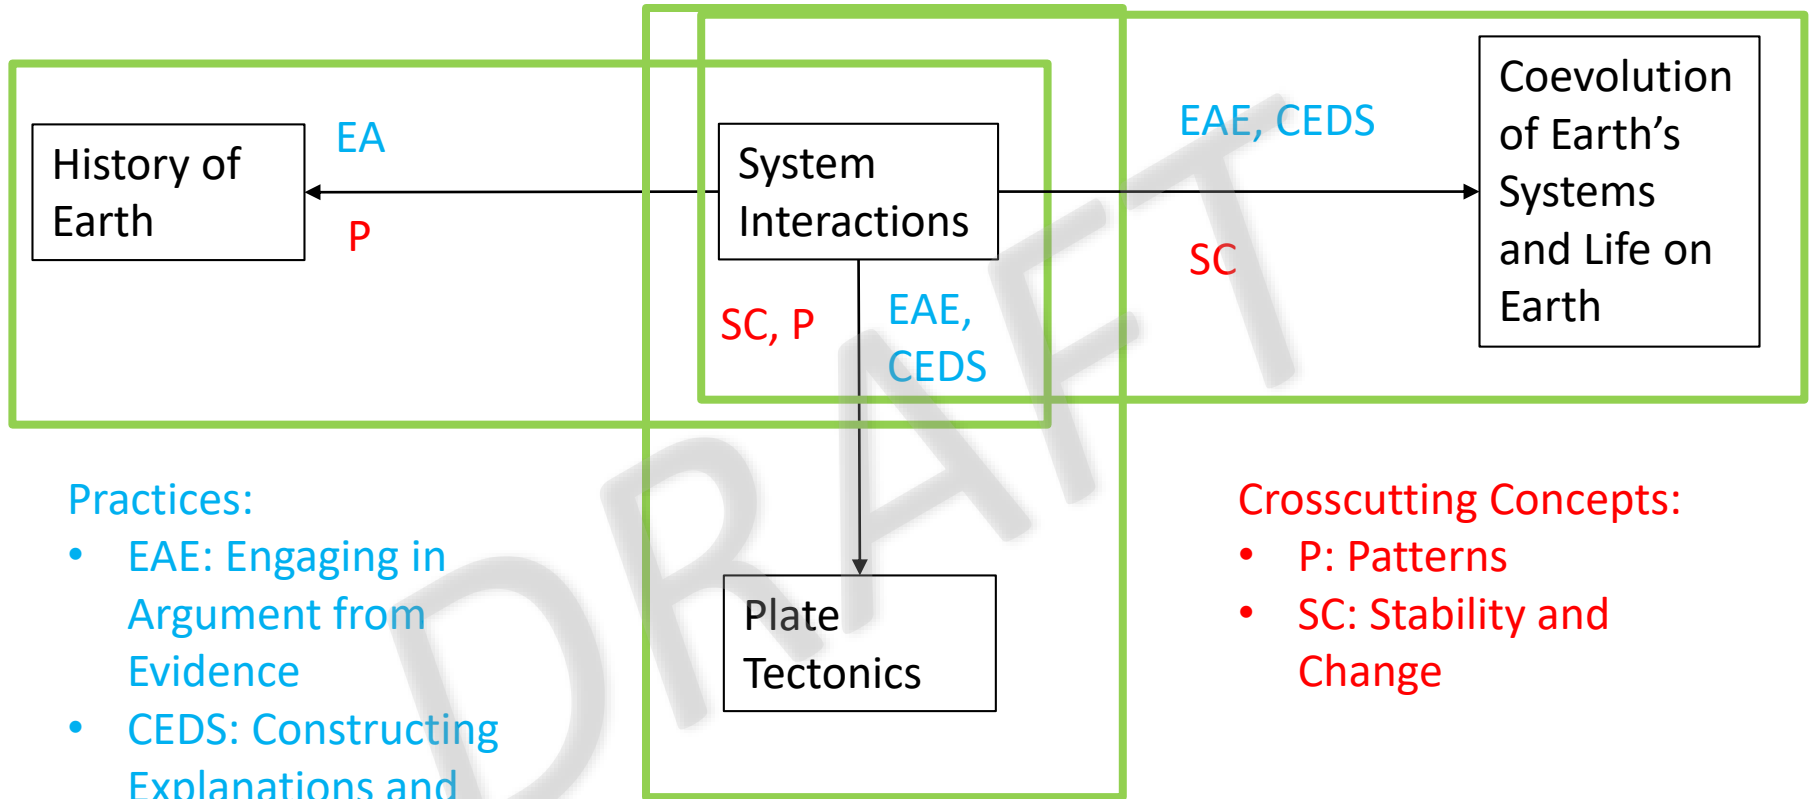 History of
Earth
EA
P
System
Interactions
EAE, CEDS
SC
Coevolution
of Earth's
Systems
and Life on
Earth
SC, P
EAE,
CEDS
Plate
Tectonics
Practices:
• EAE: Engaging in
Argument from
Evidence
• CEDS: Constructing
Explanations and
Crosscutting Concepts:
• P: Patterns
• SC: Stability and
Change
DRAFT